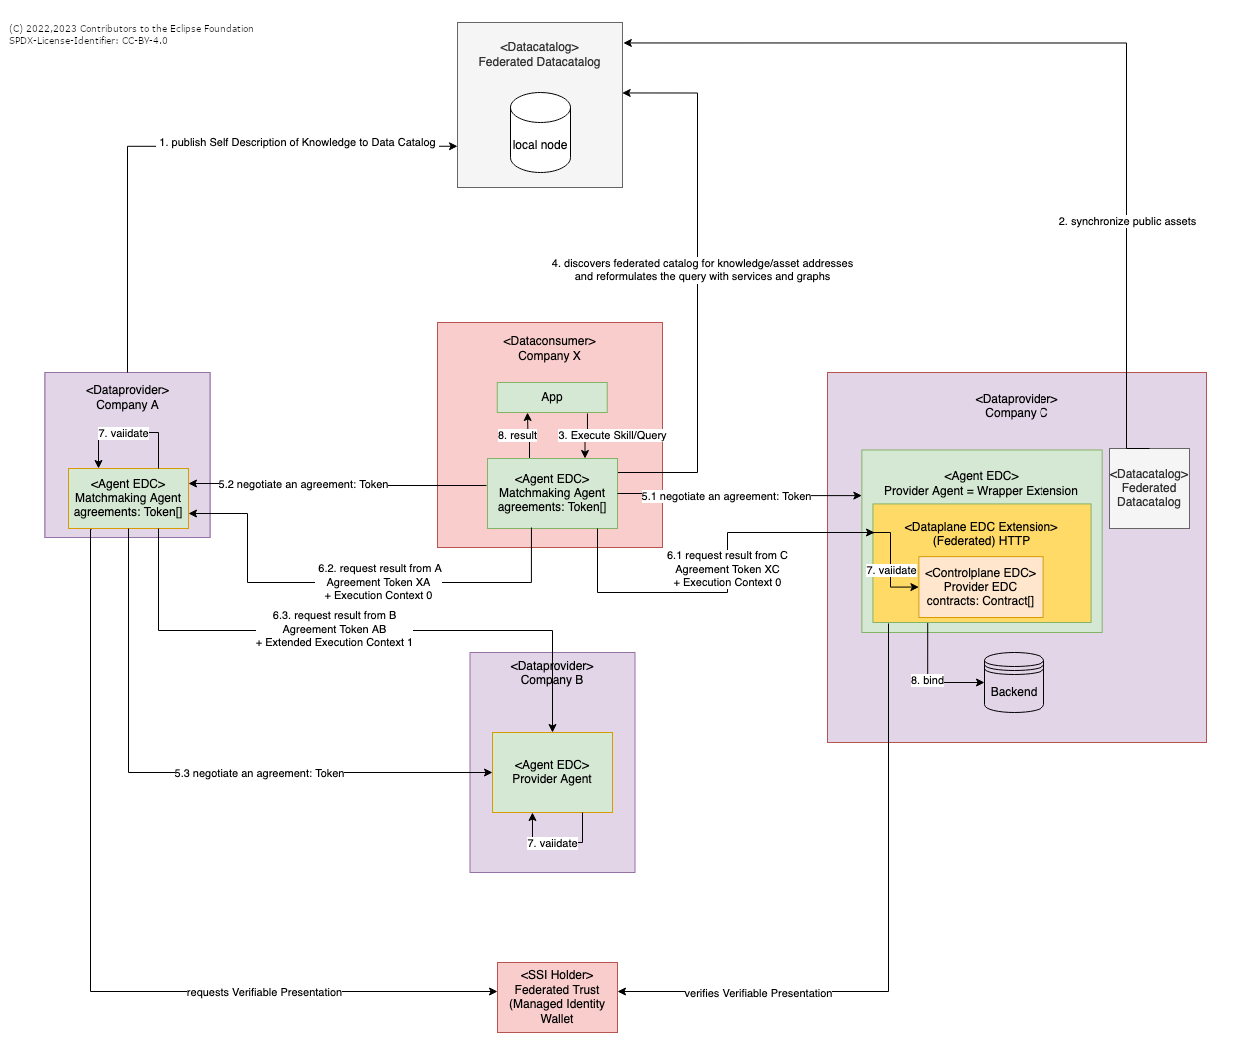 (C) 2022,2023 Contributors to the Eclipse Foundation
SPDX-License-Identifier: CC-BY-4.0
<Datacatalog>
Federated Datacatalog
local node
1. publish Self Description of Knowledge to Data Catalog
2. synchronize public assets
4. discovers federated catalog for knowledge/asset addresses
and reformulates the query with services and graphs
<Dataconsumer>
Company X
App
8. result
3. Execute Skill/Query
<Agent EDC>
Matchmaking Agent
agreements: Token[]
<Dataprovider>
Company A
7. vaiidate
<Agent EDC>
Matchmaking Agent
agreements: Token[]
5.2 negotiate an agreement: Token
5.1 negotiate an agreement: Token
<Dataprovider>
Company C
<Agent EDC>
Provider Agent = Wrapper Extension
<Datacatalog>
Federated
Datacatalog
<Dataplane EDC Extension>
(Federated) HTTP
7. vaiidate
<Controlplane EDC>
Provider EDC
contracts: Contract[]
8. bind
Backend
6.1 request result from C
Agreement Token XC
+ Execution Context 0
6.2. request result from A
Agreement Token XA
+ Execution Context 0
6.3. request result from B
Agreement Token AB
+ Extended Execution Context 1
<Dataprovider>
Company B
<Agent EDC>
Provider Agent
7. vaiidate
5.3 negotiate an agreement: Token
requests Verifiable Presentation
<SSI Holder>
Federated Trust
(Managed Identity
Wallet
verifies Verifiable Presentation